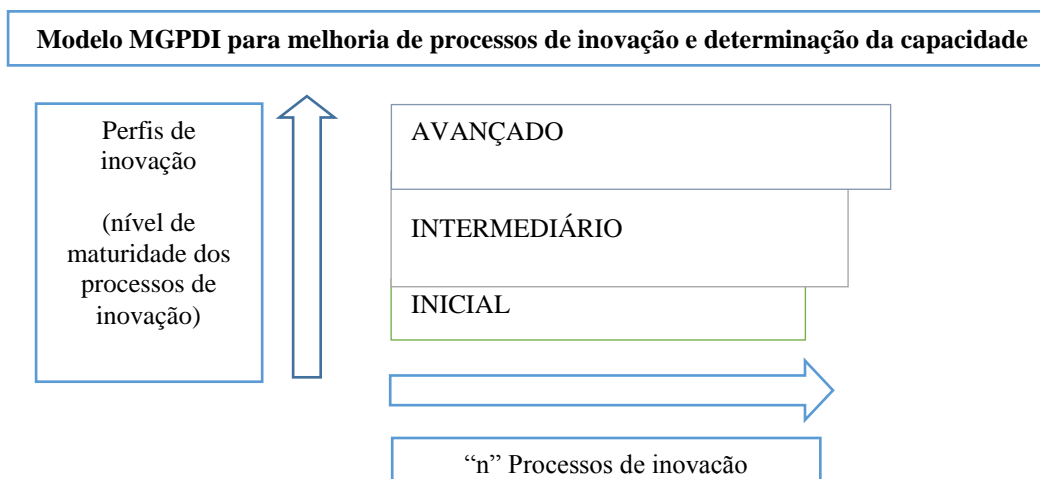 Modelo MGPDI para melhoria de processos de inovação e determinação da capacidade
Perfis de
inovação
(nível de
maturidade dos
processos de
inovação)
AVANÇADO
INTERMEDIÁRIO
INICIAL
“n” Processos de inovação